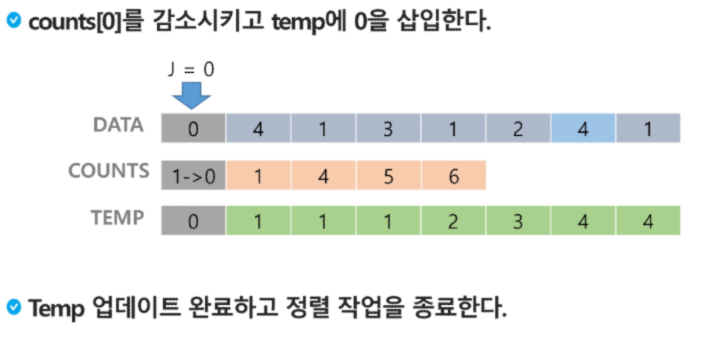 counts[0]를 감소시키고 temp에 0을 삽입한다.
J = 0
DATA 0 4 1 3 1 2 4 1
COUNTS 1->0 1 4 5 6
TEMP 0 1 1 1 2 3 4 4
Temp 업데이트 완료하고 정렬 작업을 종료한다.